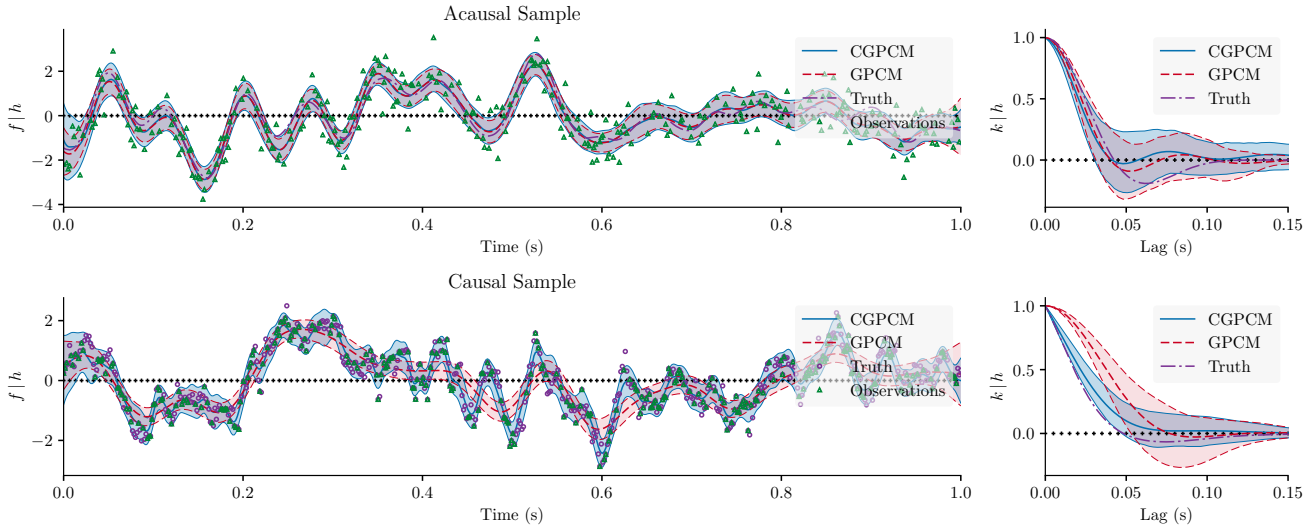 Acausal Sample
f | h
2
0
−2
−4
0.0 0.2 0.4 0.6 0.8 1.0
Time (s)
CGPCM
GPCM
Truth
Observations
k | h
1.0
0.5
0.0
0.00 0.05 0.10 0.15
Lag (s)
CGPCM
GPCM
Truth
Causal Sample
f | h
2
0
−2
0.0 0.2 0.4 0.6 0.8 1.0
Time (s)
CGPCM
GPCM
Truth
Observations
k | h
1.0
0.5
0.0
0.00 0.05 0.10 0.15
Lag (s)
CGPCM
GPCM
Truth